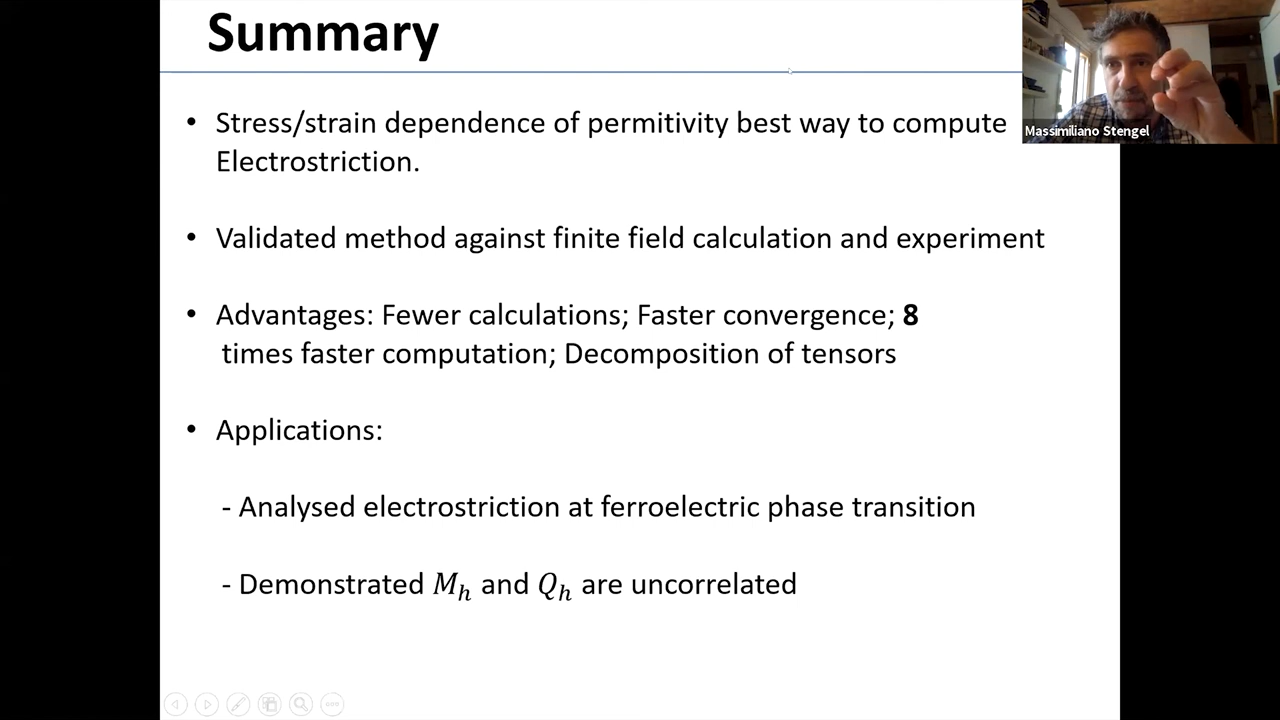 Summary
• Stress/strain dependence of permitivity best way to compute
Electrostriction.
• Validated method against finite field calculation and experiment
• Advantages: Fewer calculations; Faster convergence; 8
times faster computation; Decomposition of tensors
• Applications:
- Analysed electrostriction at ferroelectric phase transition
- Demonstrated M_h and Q_h are uncorrelated
Massimiliano Stengel